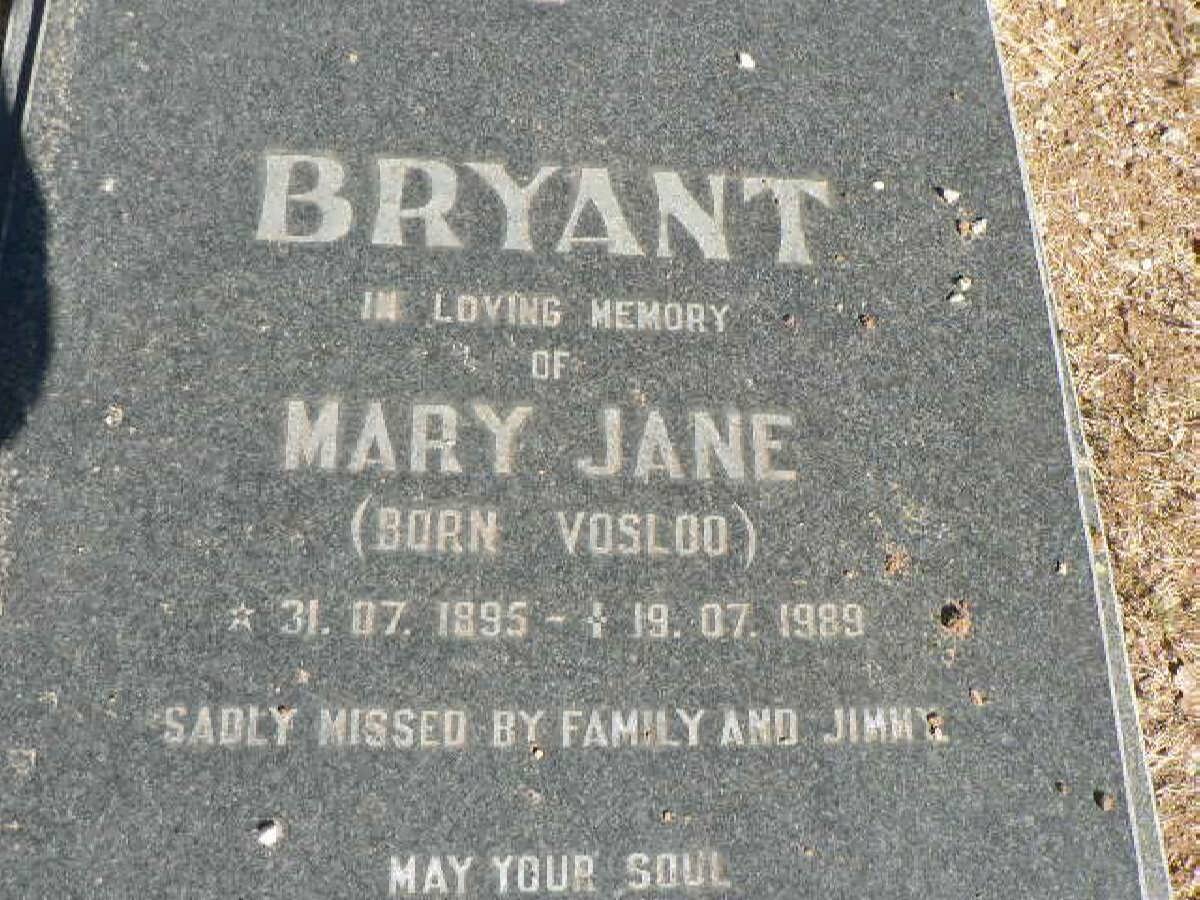 BRYANT
IN LOVING MEMORY
OF
MARY JANE
(BORN VOSLOO)
☆ 31. 07. 1895 - ✝ 19. 07. 1989
SADLY MISSED BY FAMILY AND JIMMY.
MAY YOUR SOUL